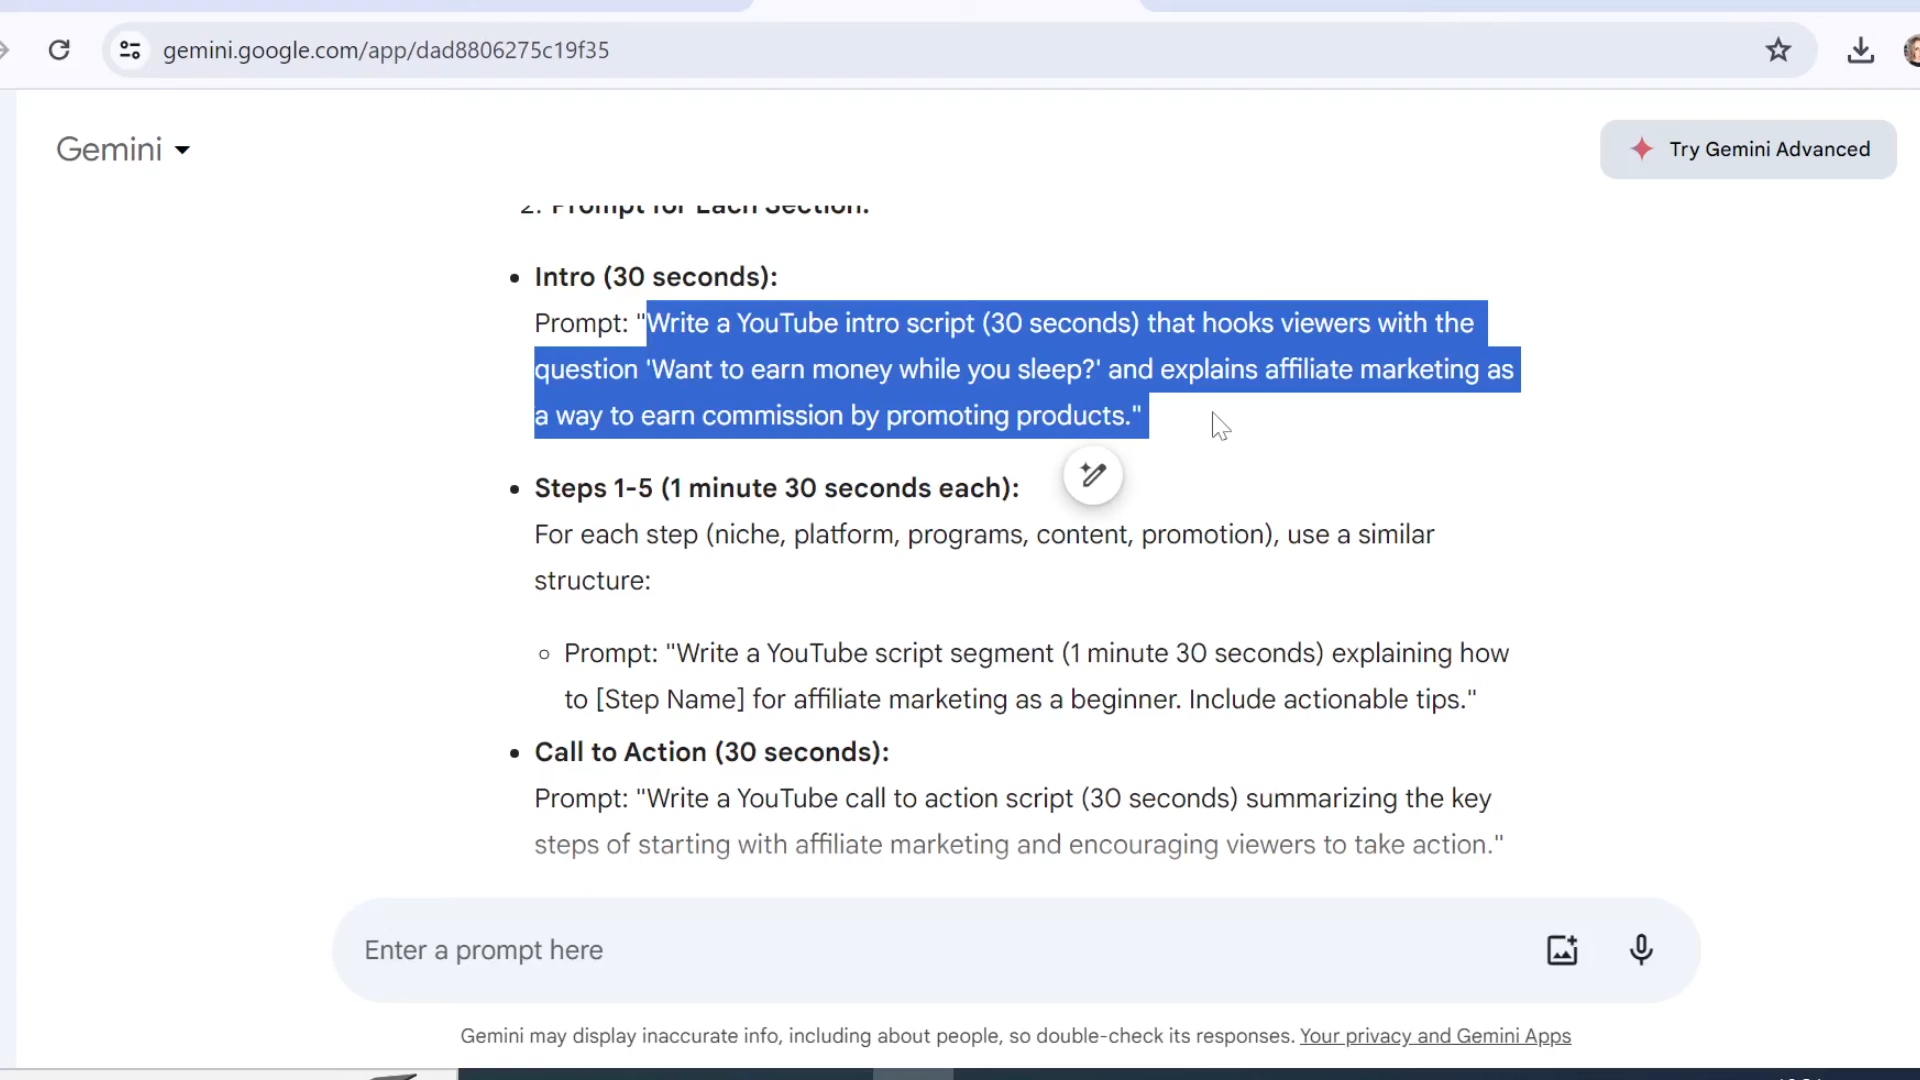 gemini.google.com/app/dad8806275c19f35
Gemini
Try Gemini Advanced
2. Prompt for Each Section:
• Intro (30 seconds):
Prompt: "Write a YouTube intro script (30 seconds) that hooks viewers with the
question 'Want to earn money while you sleep?' and explains affiliate marketing as
a way to earn commission by promoting products."
• Steps 1-5 (1 minute 30 seconds each):
For each step (niche, platform, programs, content, promotion), use a similar
structure:
◦ Prompt: "Write a YouTube script segment (1 minute 30 seconds) explaining how
to [Step Name] for affiliate marketing as a beginner. Include actionable tips."
• Call to Action (30 seconds):
Prompt: "Write a YouTube call to action script (30 seconds) summarizing the key
steps of starting with affiliate marketing and encouraging viewers to take action."
Enter a prompt here
Gemini may display inaccurate info, including about people, so double-check its responses. Your privacy and Gemini Apps